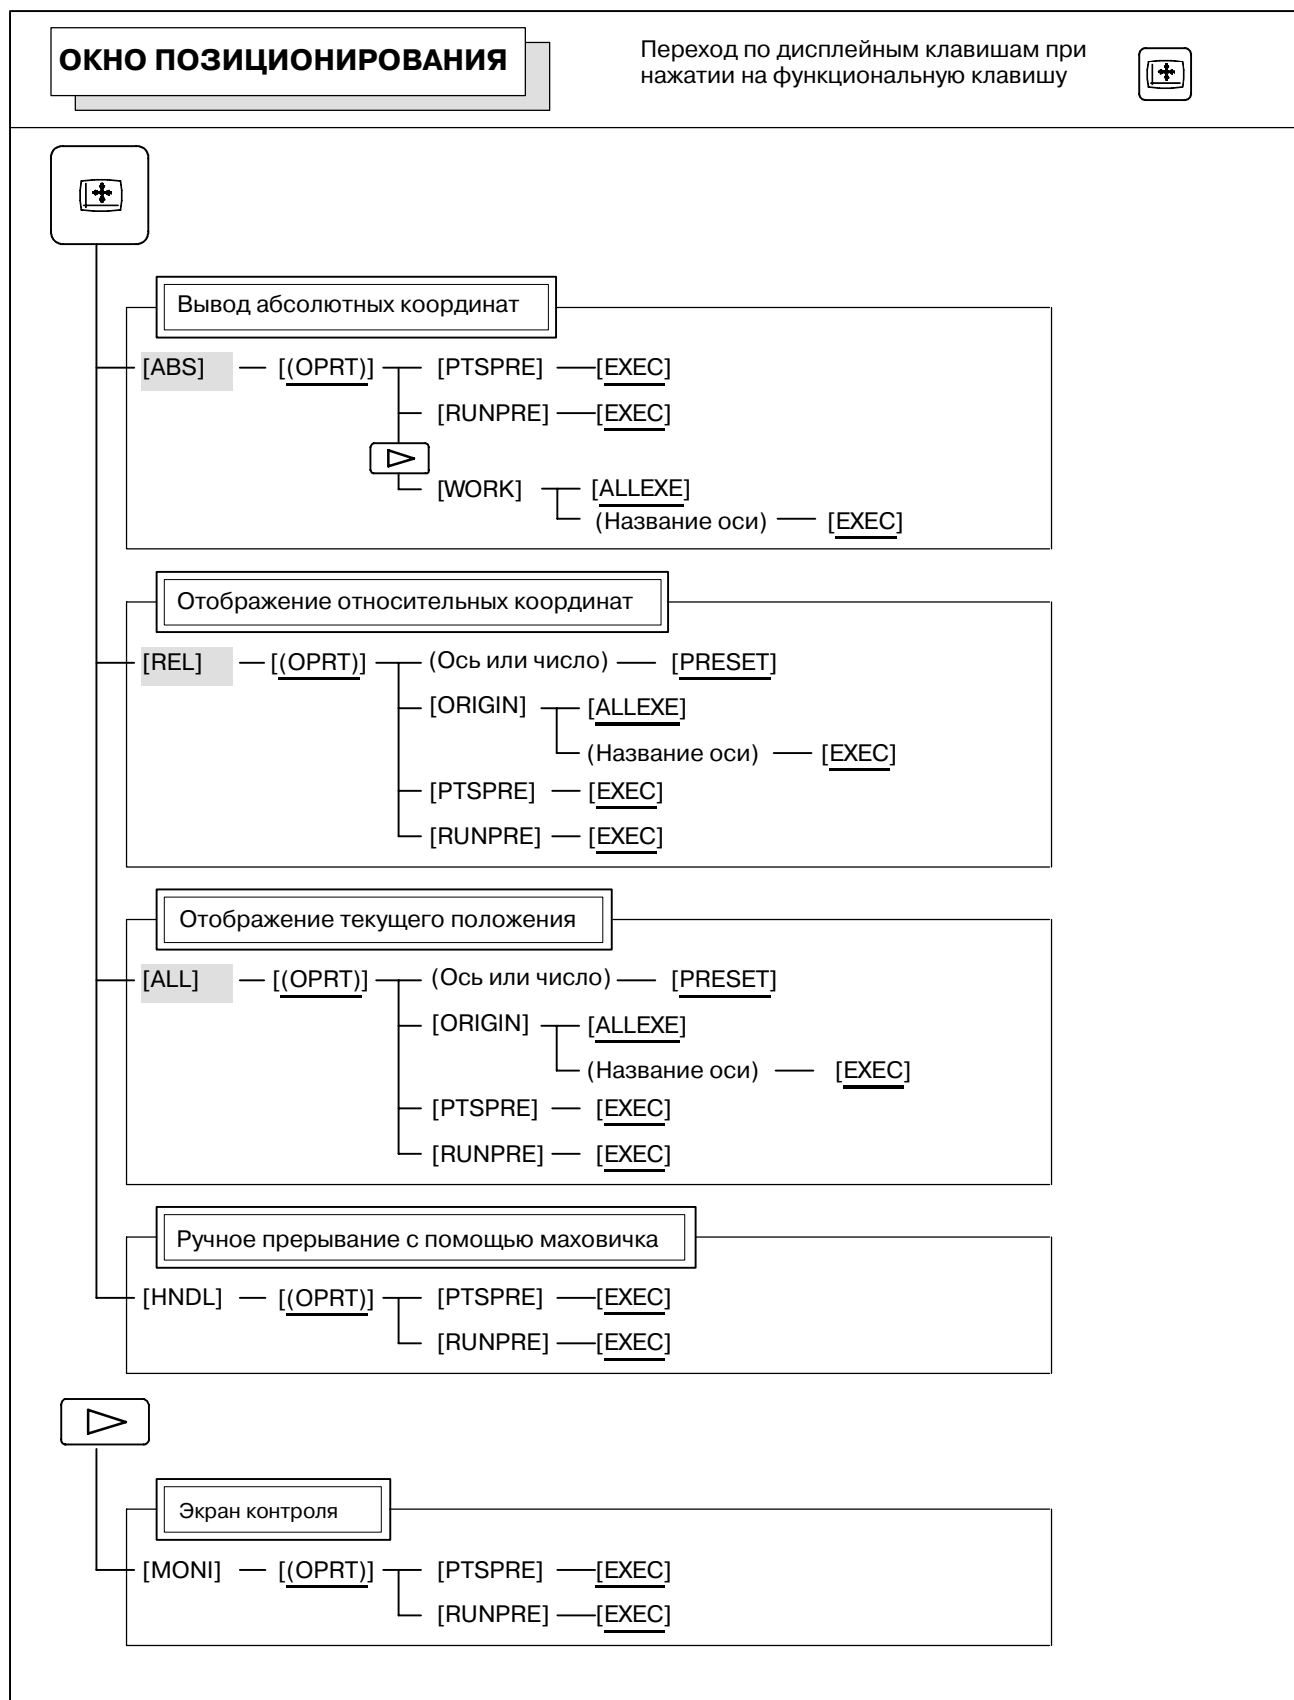 ОКНО ПОЗИЦИОНИРОВАНИЯ
Переход по дисплейным клавишам при
нажатии на функциональную клавишу
Вывод абсолютных координат
[ABS] [(OPRT)] [PTSPRE] [EXEC]
[RUNPRE] [EXEC]
[WORK] [ALLEXE]
(Название оси) [EXEC]
Отображение относительных координат
[REL] [(OPRT)] (Ось или число) [PRESET]
[ORIGIN] [ALLEXE]
(Название оси) [EXEC]
[PTSPRE] [EXEC]
[RUNPRE] [EXEC]
Отображение текущего положения
[ALL] [(OPRT)] (Ось или число) [PRESET]
[ORIGIN] [ALLEXE]
(Название оси) [EXEC]
[PTSPRE] [EXEC]
[RUNPRE] [EXEC]
Ручное прерывание с помощью маховичка
[HNDL] [(OPRT)] [PTSPRE] [EXEC]
[RUNPRE] [EXEC]
Экран контроля
[MONI] [(OPRT)] [PTSPRE] [EXEC]
[RUNPRE] [EXEC]